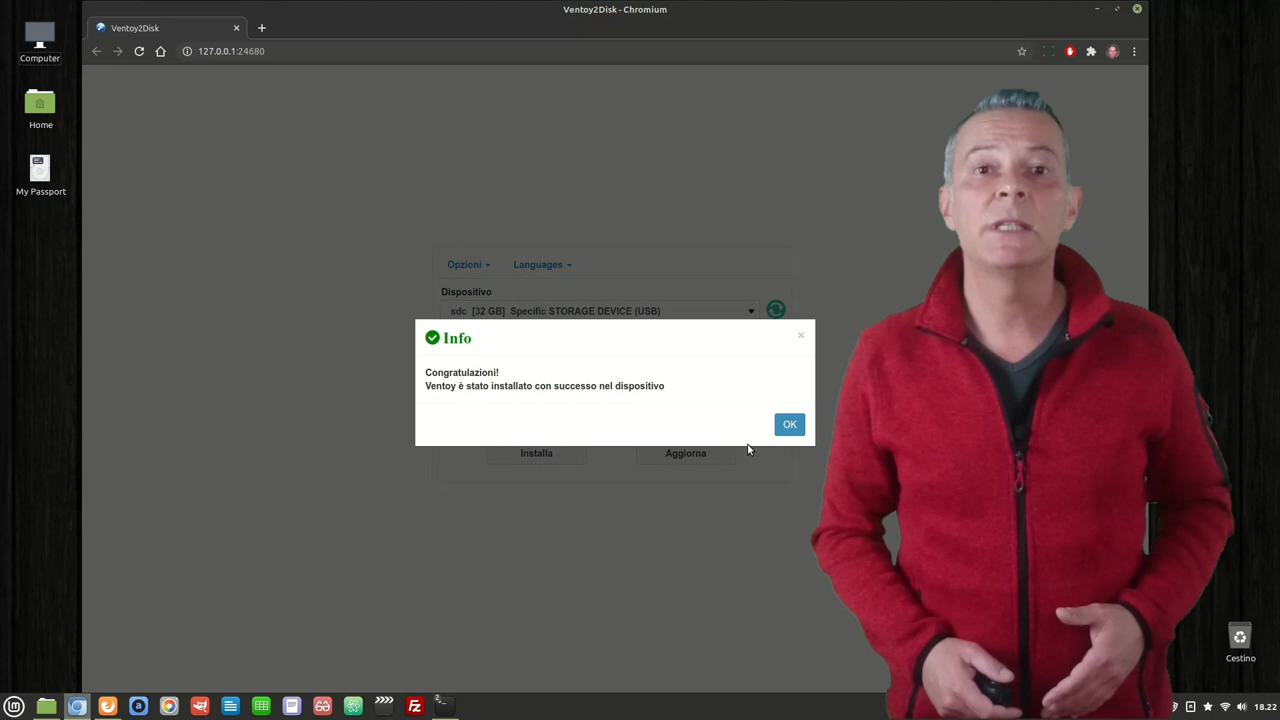 Ventoy2Disk - Chromium
Ventoy2Disk
127.0.0.1:24680
Computer
Home
My Passport
Opzioni
Languages
Dispositivo
sdc [32 GB] Specific STORAGE DEVICE (USB)
Info
Congratulazioni!
Ventoy è stato installato con successo nel dispositivo
OK
Installa
Aggiorna
Cestino
18.22